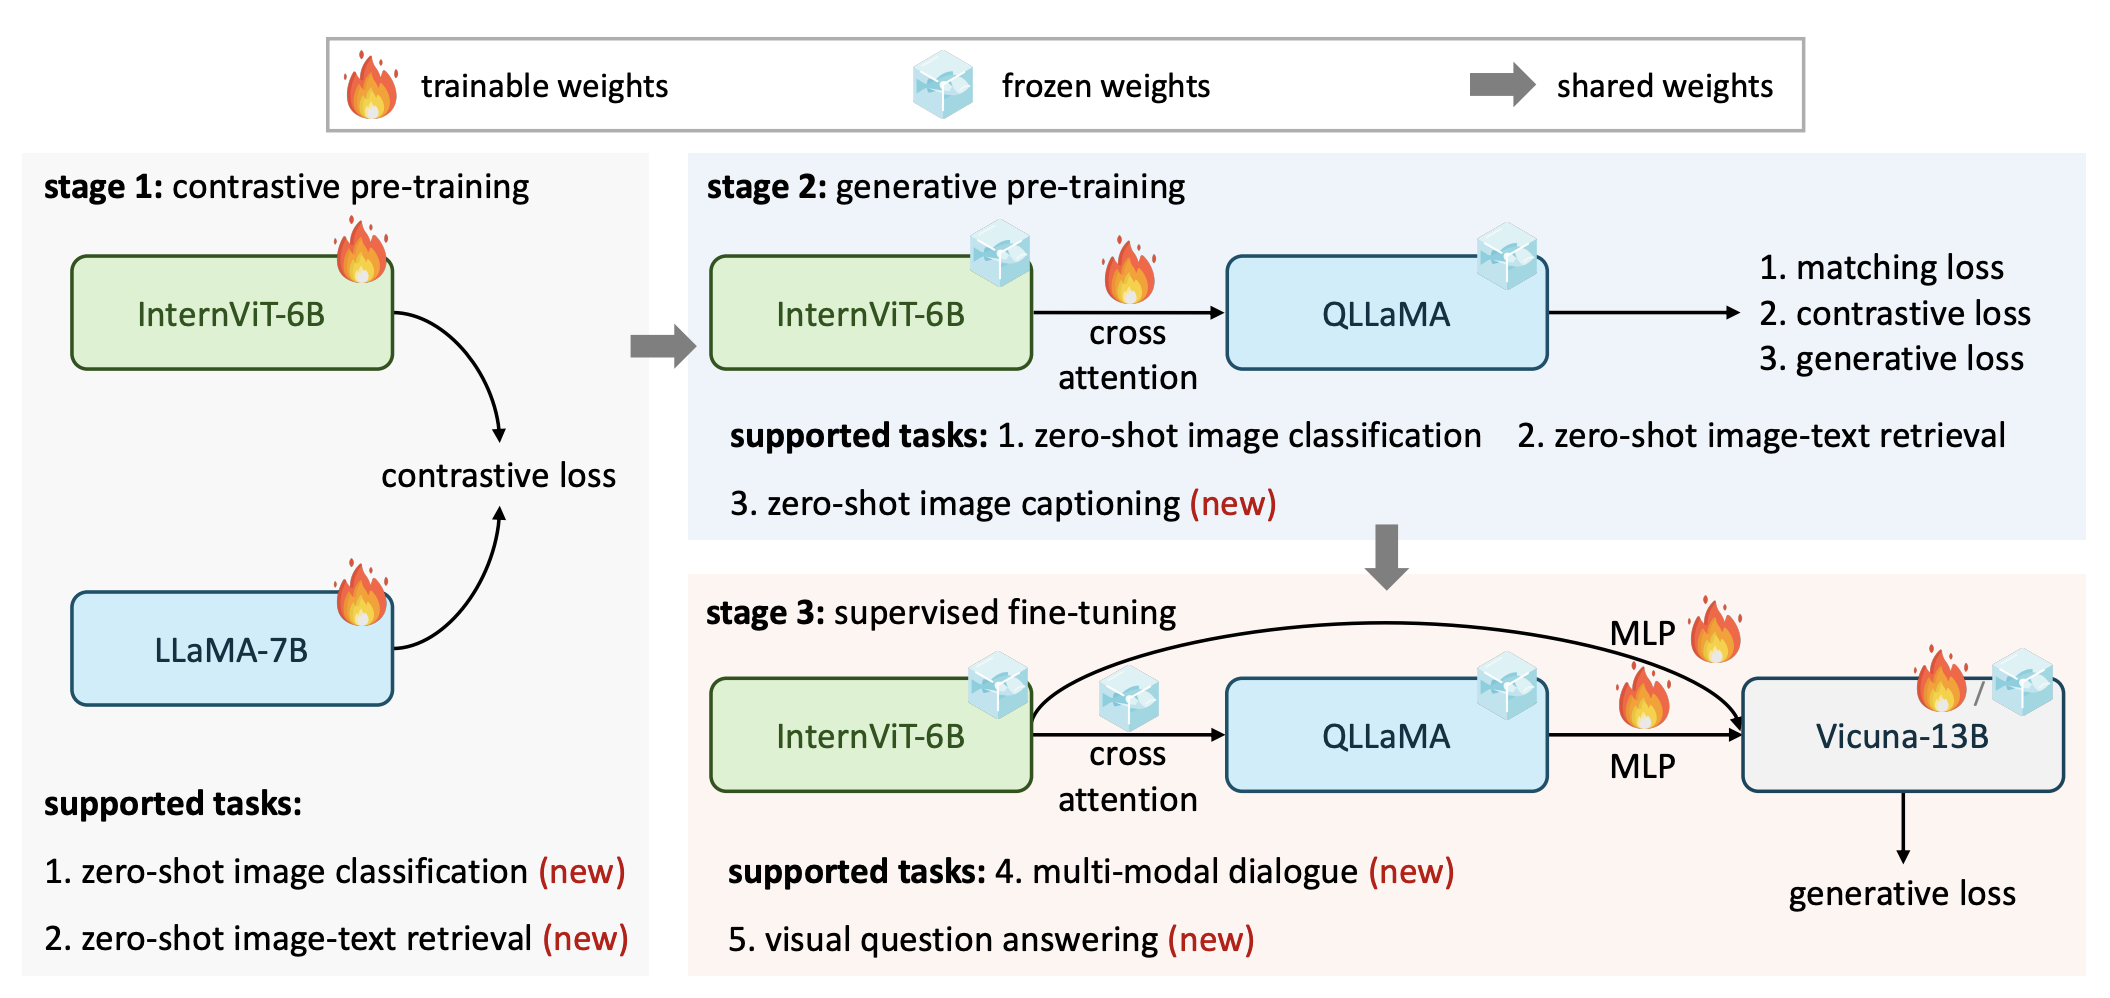 trainable weights
frozen weights
shared weights
stage 1: contrastive pre-training
InternViT-6B
contrastive loss
LLaMA-7B
supported tasks:
1. zero-shot image classification (new)
2. zero-shot image-text retrieval (new)
stage 2: generative pre-training
InternViT-6B
cross
attention
QLLaMA
1. matching loss
2. contrastive loss
3. generative loss
supported tasks: 1. zero-shot image classification 2. zero-shot image-text retrieval
3. zero-shot image captioning (new)
stage 3: supervised fine-tuning
MLP
InternViT-6B
cross
attention
QLLaMA
MLP
/
Vicuna-13B
generative loss
supported tasks: 4. multi-modal dialogue (new)
5. visual question answering (new)